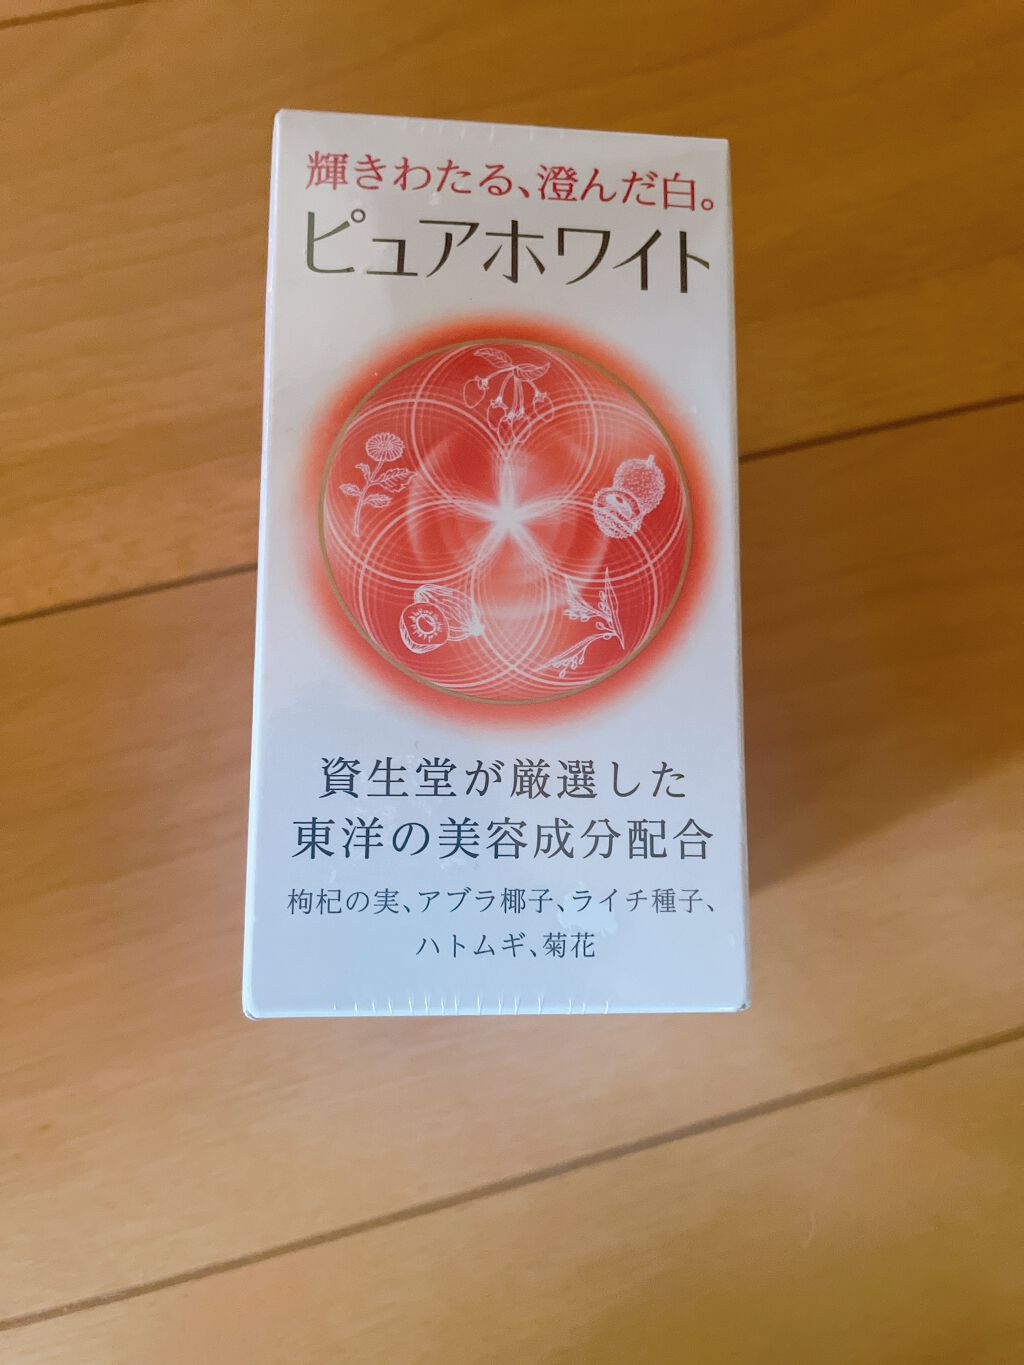 輝きわたる、澄んだ白。
ピュアホワイト
資生堂が厳選した
東洋の美容成分配合
枸杞の実、アブラ椰子、ライチ種子、
ハトムギ、菊花